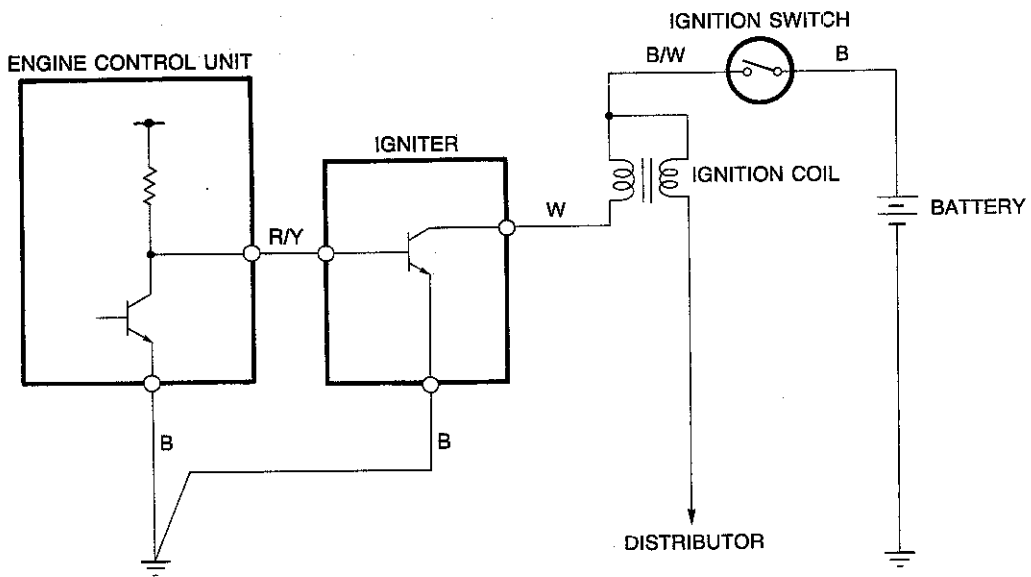 IGNITION SWITCH
B/W
B
ENGINE CONTROL UNIT
IGNITER
IGNITION COIL
R/Y
W
BATTERY
B
B
DISTRIBUTOR